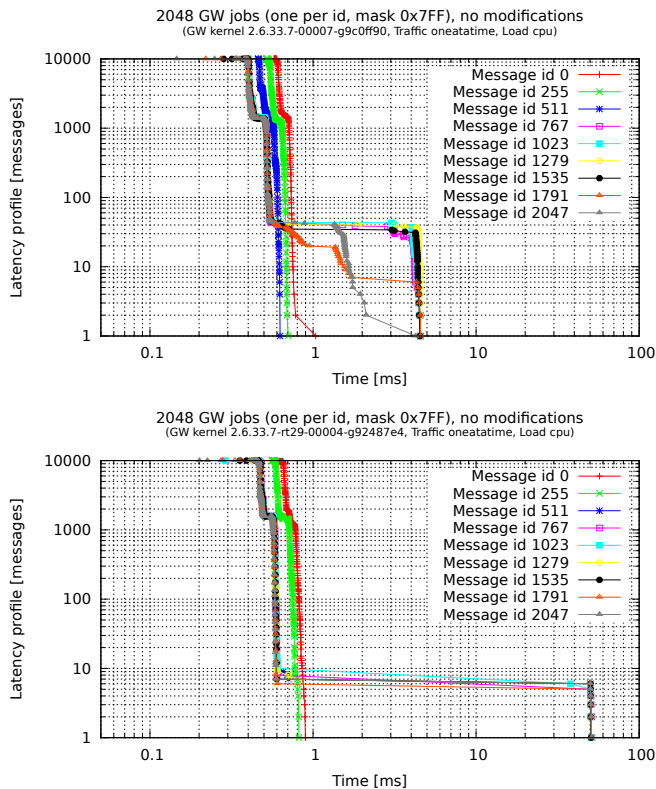 2048 GW jobs (one per id, mask 0x7FF), no modifications
(GW kernel 2.6.33.7-00007-g9c0ff90, Traffic oneatatime, Load cpu)
Latency profile [messages]
10000
1000
100
10
1
Message id 0
Message id 255
Message id 511
Message id 767
Message id 1023
Message id 1279
Message id 1535
Message id 1791
Message id 2047
0.1
1
10
100
Time [ms]
2048 GW jobs (one per id, mask 0x7FF), no modifications
(GW kernel 2.6.33.7-rt29-00004-g92487e4, Traffic oneatatime, Load cpu)
Latency profile [messages]
10000
1000
100
10
1
Message id 0
Message id 255
Message id 511
Message id 767
Message id 1023
Message id 1279
Message id 1535
Message id 1791
Message id 2047
0.1
1
10
100
Time [ms]